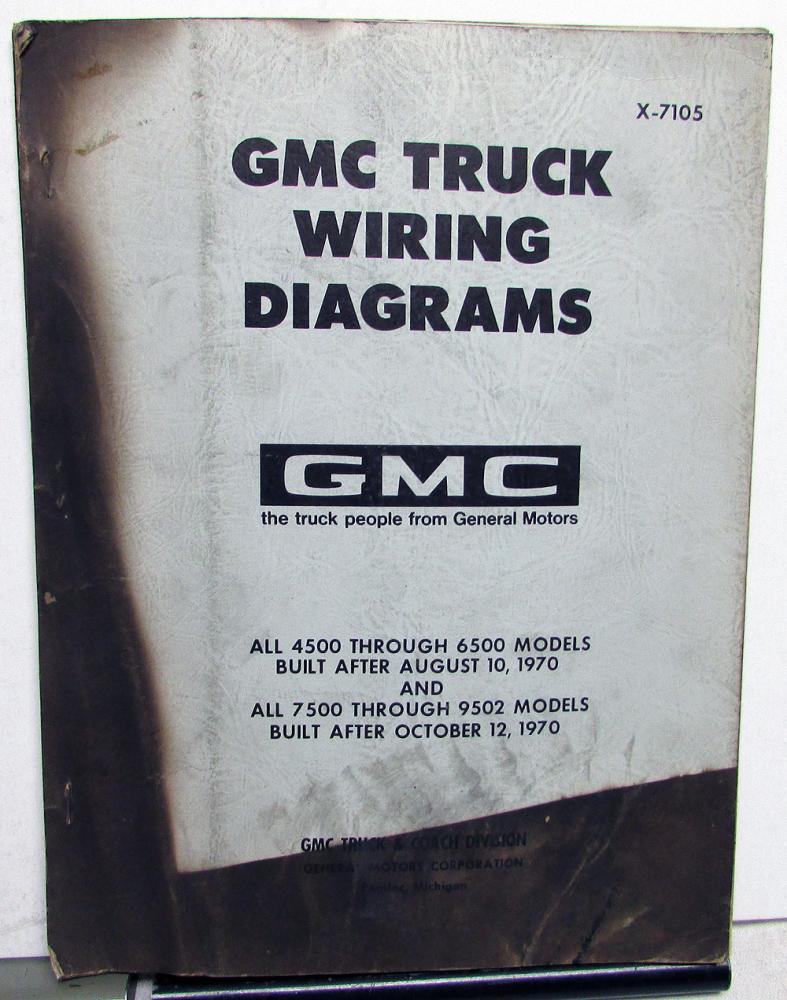 X-7105
GMC TRUCK
WIRING
DIAGRAMS
GMC
the truck people from General Motors
ALL 4500 THROUGH 6500 MODELS
BUILT AFTER AUGUST 10, 1970
AND
ALL 7500 THROUGH 9502 MODELS
BUILT AFTER OCTOBER 12, 1970
GMC TRUCK & COACH DIVISION
GENERAL MOTORS CORPORATION
Pontiac, Michigan